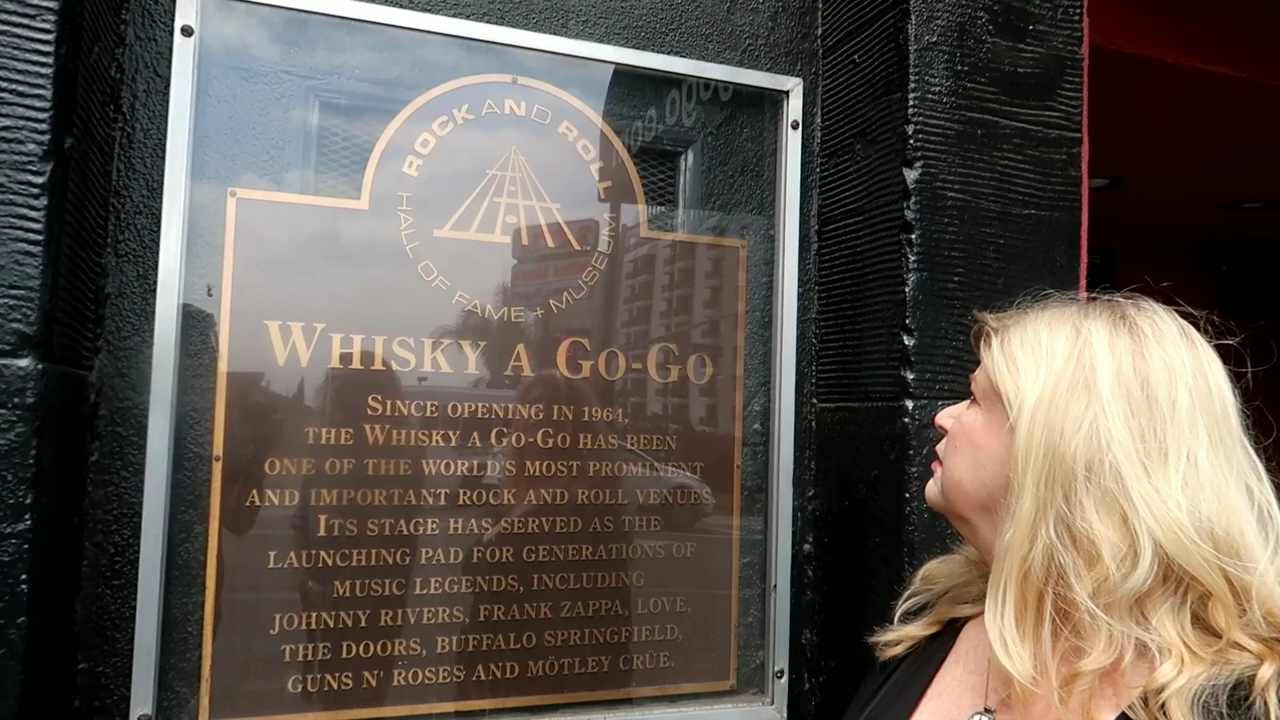 ROCK AND ROLL
HALL OF FAME + MUSEUM
WHISKY A GO-GO
SINCE OPENING IN 1964,
THE WHISKY A GO-GO HAS BEEN
ONE OF THE WORLD'S MOST PROMINENT
AND IMPORTANT ROCK AND ROLL VENUES.
ITS STAGE HAS SERVED AS THE
LAUNCHING PAD FOR GENERATIONS OF
MUSIC LEGENDS, INCLUDING
JOHNNY RIVERS, FRANK ZAPPA, LOVE,
THE DOORS, BUFFALO SPRINGFIELD,
GUNS N' ROSES AND MÖTLEY CRÜE.